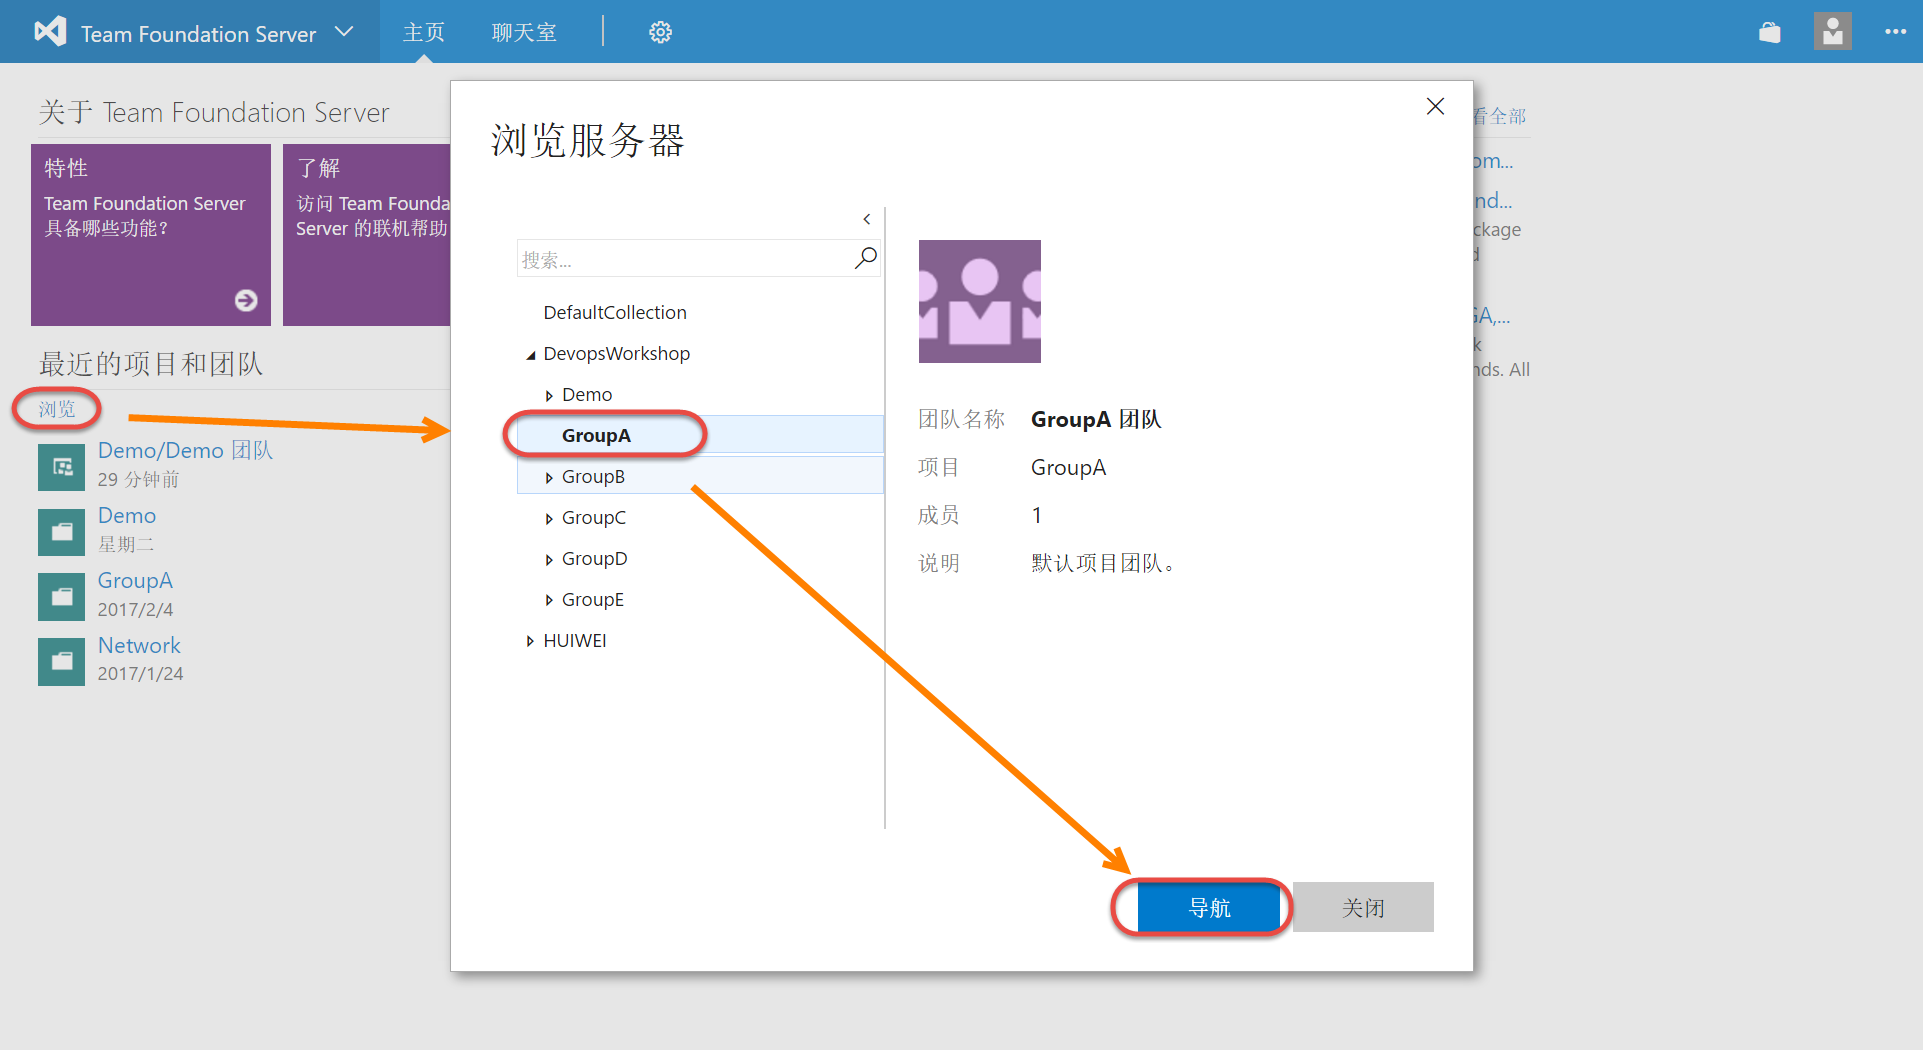 Team Foundation Server
主页
聊天室
关于 Team Foundation Server
特性
Team Foundation Server
具备哪些功能?
了解
访问 Team Founda
Server 的联机帮助
最近的项目和团队
浏览
Demo/Demo 团队
29 分钟前
Demo
星期二
GroupA
2017/2/4
Network
2017/1/24
浏览服务器
搜索...
DefaultCollection
DevopsWorkshop
Demo
GroupA
GroupB
GroupC
GroupD
GroupE
HUIWEI
团队名称 GroupA 团队
项目 GroupA
成员 1
说明 默认项目团队。
导航
关闭
看全部
om...
nd...
ckage
d
GA,...
k
nds. All